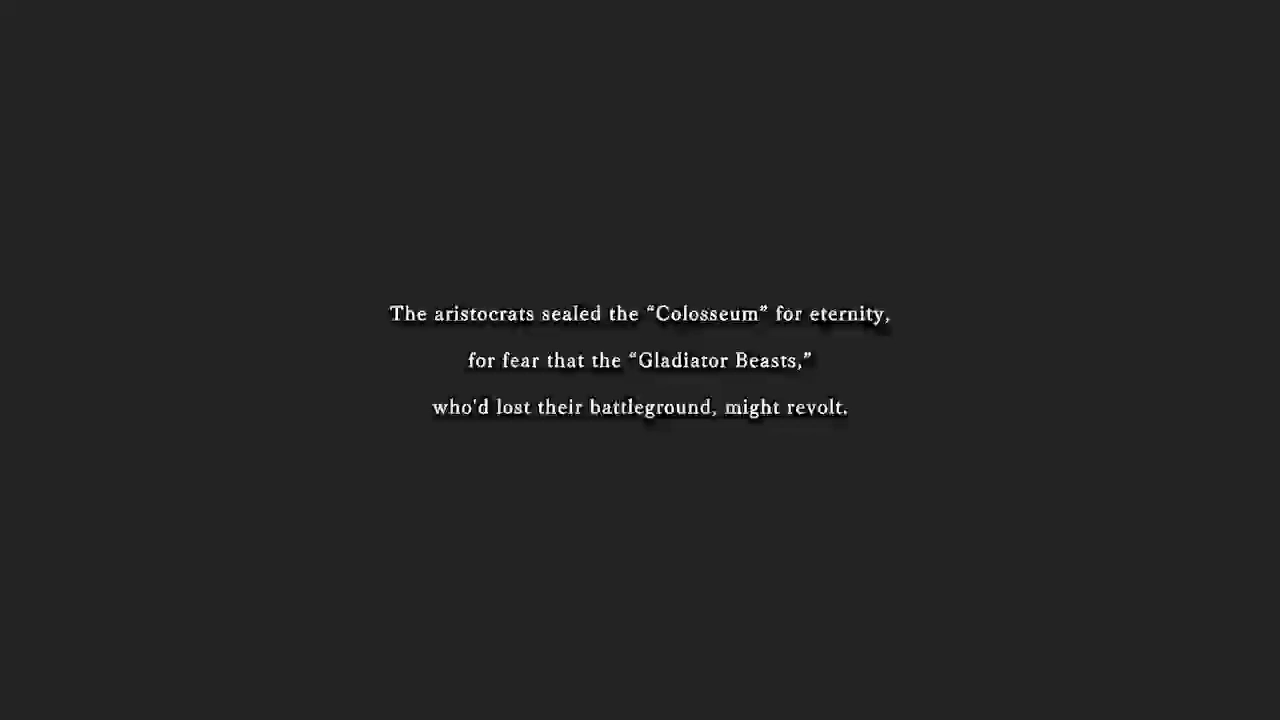 The aristocrats sealed the “Colosseum” for eternity,
for fear that the “Gladiator Beasts,”
who'd lost their battleground, might revolt.